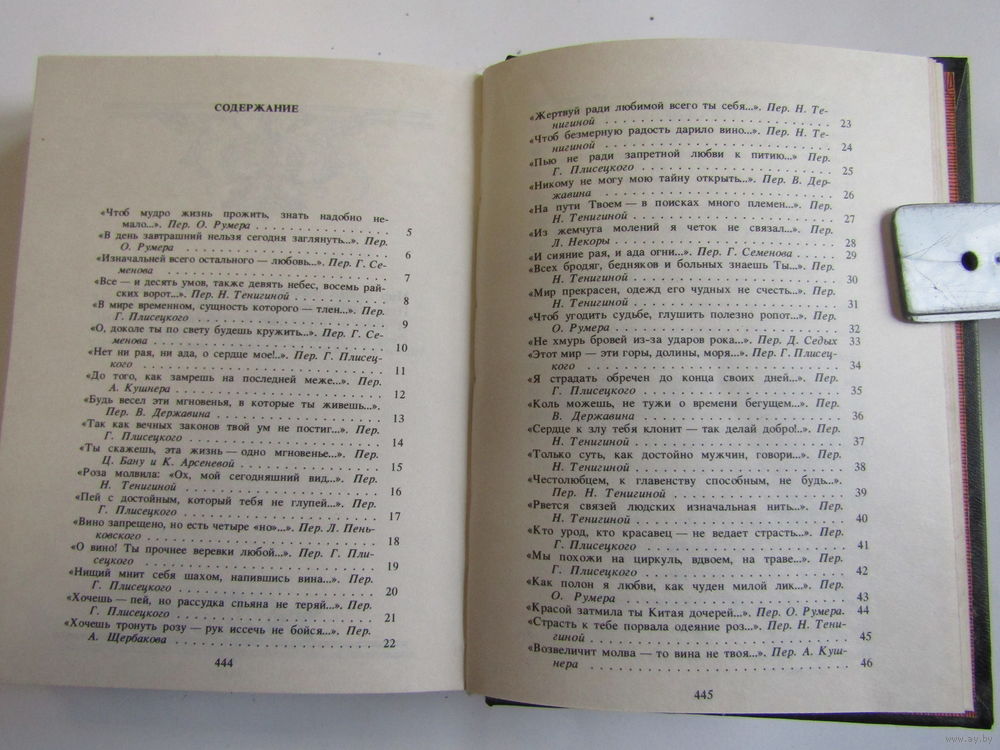 СОДЕРЖАНИЕ
«Чтоб мудро жизнь прожить, знать надобно не-
мало...». Пер. О. Румера . . . . . . . . . . . . 5
«В день завтрашний нельзя сегодня заглянуть...». Пер.
О. Румера . . . . . . . . . . . . . . . . . . 6
«Изначальней всего остального — любовь...». Пер. Г. Се-
менова . . . . . . . . . . . . . . . . . . . 7
«Все — и десять умов, также девять небес, восемь рай-
ских ворот...». Пер. Н. Тенигиной . . . . . . . . 8
«В мире временном, сущность которого — тлен...». Пер.
Г. Плисецкого . . . . . . . . . . . . . . . . 9
«О, доколе ты по свету будешь кружить...». Пер. Г. Се-
менова . . . . . . . . . . . . . . . . . . . 10
«Нет ни рая, ни ада, о сердце мое!..». Пер. Г. Плисец-
кого . . . . . . . . . . . . . . . . . . . . 11
«До того, как замрешь на последней меже...». Пер.
А. Кушнера . . . . . . . . . . . . . . . . . 12
«Будь весел эти мгновенья, в которые ты живешь...».
Пер. В. Державина . . . . . . . . . . . . . . 13
«Так как вечных законов твой ум не постиг...». Пер.
Г. Плисецкого . . . . . . . . . . . . . . . . 14
«Ты скажешь, эта жизнь — одно мгновенье...». Пер.
Ц. Бану и К. Арсеневой . . . . . . . . . . . . 15
«Роза молвила: «Ох, мой сегодняшний вид...». Пер.
Н. Тенигиной . . . . . . . . . . . . . . . . 16
«Пей с достойным, который тебя не глупей...». Пер.
Г. Плисецкого . . . . . . . . . . . . . . . . 17
«Вино запрещено, но есть четыре «но»...». Пер. Л. Пень-
ковского . . . . . . . . . . . . . . . . . . 18
«О вино! Ты прочнее веревки любой...». Пер. Г. Пли-
сецкого . . . . . . . . . . . . . . . . . . . 19
«Нищий мнит себя шахом, напившись вина...». Пер.
Г. Плисецкого . . . . . . . . . . . . . . . . 20
«Хочешь — пей, но рассудка спьяна не теряй...». Пер.
Г. Плисецкого . . . . . . . . . . . . . . . . 21
«Хочешь тронуть розу — рук иссечь не бойся...». Пер.
А. Щербакова . . . . . . . . . . . . . . . . 22
444
«Жертвуй ради любимой всего ты себя...». Пер. Н. Те-
нигиной . . . . . . . . . . . . . . . . . . . 23
«Чтоб безмерную радость дарило вино...». Пер. Н. Те-
нигиной . . . . . . . . . . . . . . . . . . . 24
«Пью не ради запретной любви к питию...» Пер.
Г. Плисецкого . . . . . . . . . . . . . . . . 25
«Никому не могу мою тайну открыть...». Пер. В. Дер-
жавина . . . . . . . . . . . . . . . . . . . 26
«На пути Твоем — в поисках много племен...». Пер.
Н. Тенигиной . . . . . . . . . . . . . . . . 27
«Из жемчуга молений я четок не связал...». Пер.
Л. Некоры . . . . . . . . . . . . . . . . . . 28
«И сияние рая, и ада огни...». Пер. Г. Семенова . . . . 29
«Всех бродяг, бедняков и больных знаешь Ты...». Пер.
Н. Тенигиной . . . . . . . . . . . . . . . . 30
«Мир прекрасен, одежд его чудных не счесть...». Пер.
Н. Тенигиной . . . . . . . . . . . . . . . . 31
«Чтоб угодить судьбе, глушить полезно ропот...». Пер.
О. Румера . . . . . . . . . . . . . . . . . . 32
«Не хмурь бровей из-за ударов рока...». Пер. Д. Седых 33
«Этот мир — эти горы, долины, моря...». Пер. Г. Плисец-
кого . . . . . . . . . . . . . . . . . . . . 34
«Я страдать обречен до конца своих дней...». Пер.
Г. Плисецкого . . . . . . . . . . . . . . . . 35
«Коль можешь, не тужи о времени бегущем...». Пер.
В. Державина . . . . . . . . . . . . . . . . 36
«Сердце к злу тебя клонит — так делай добро!..». Пер.
Н. Тенигиной . . . . . . . . . . . . . . . . 37
«Только суть, как достойно мужчин, говори...». Пер.
Н. Тенигиной . . . . . . . . . . . . . . . . 38
«Честолюбцем, к главенству способным, не будь...».
Пер. Н. Тенигиной . . . . . . . . . . . . . . 39
«Рвется связей людских изначальная нить...». Пер.
Н. Тенигиной . . . . . . . . . . . . . . . . 40
«Кто урод, кто красавец — не ведает страсть...». Пер.
Г. Плисецкого . . . . . . . . . . . . . . . . 41
«Мы похожи на циркуль, вдвоем, на траве...». Пер.
Г. Плисецкого . . . . . . . . . . . . . . . . 42
«Как полон я любви, как чуден милой лик...». Пер.
О. Румера . . . . . . . . . . . . . . . . . . 43
«Красой затмила ты Китая дочерей...». Пер. О. Румера. 44
«Страсть к тебе порвала одеяние роз...». Пер. Н. Тени-
гиной . . . . . . . . . . . . . . . . . . . . 45
«Возвеличит молва — то вина не твоя...». Пер. А. Куш-
нера . . . . . . . . . . . . . . . . . . . . 46
445
www.ay.by